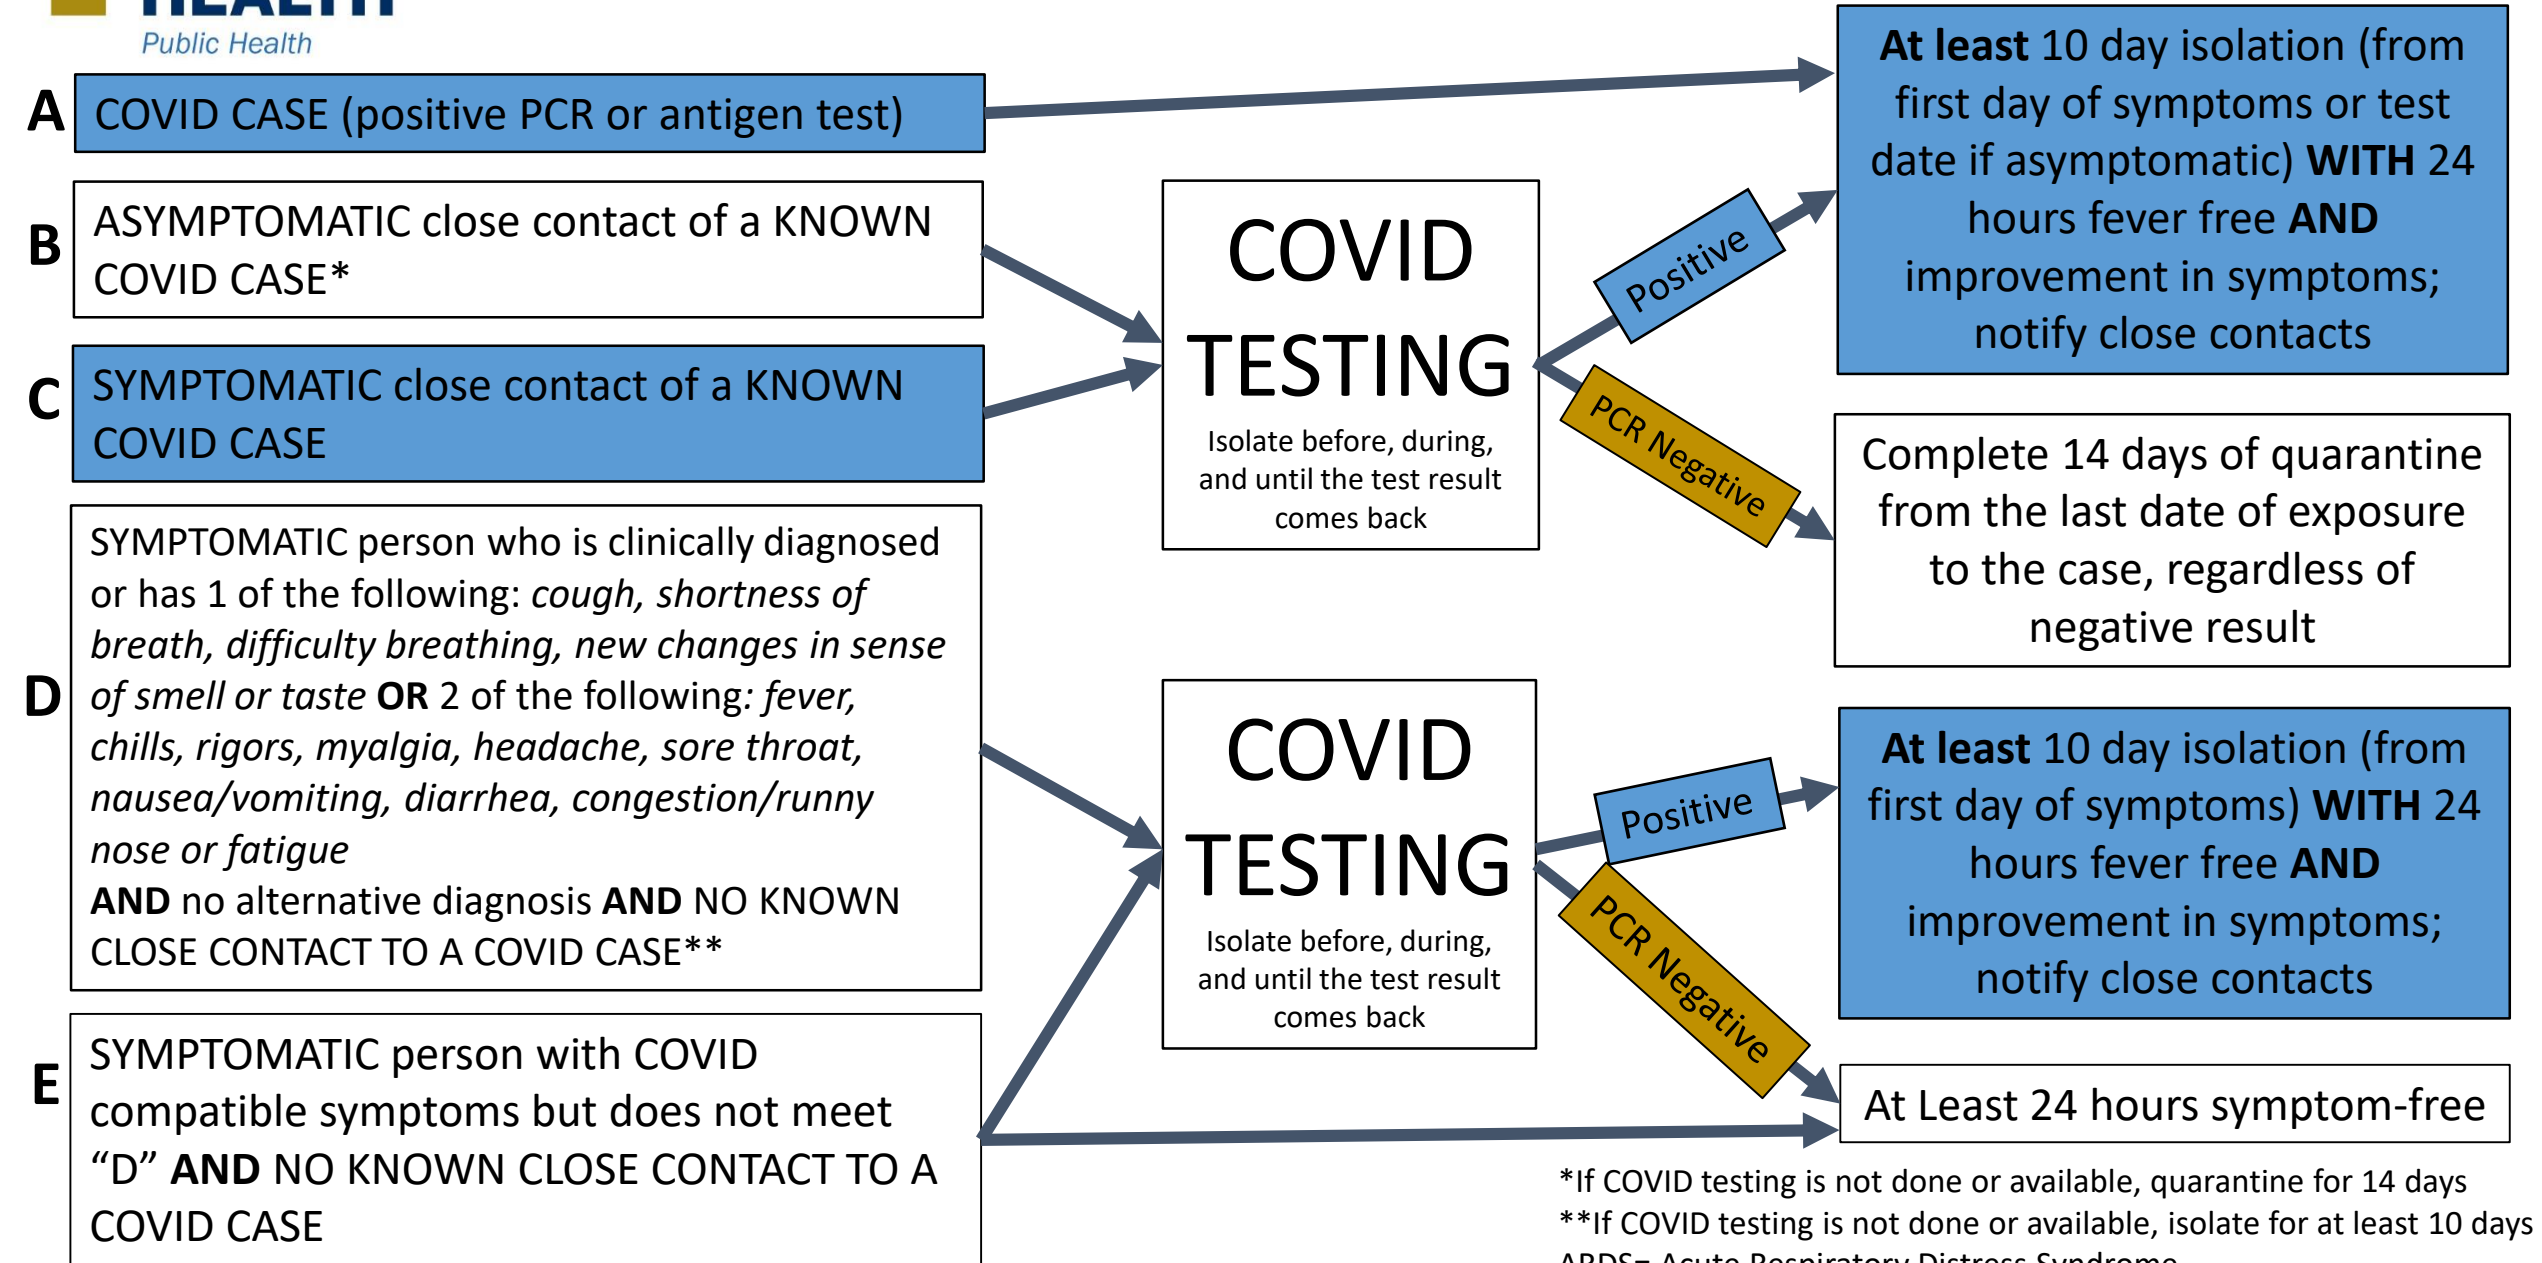 HEALTH
Public Health
A
COVID CASE (positive PCR or antigen test)
B
ASYMPTOMATIC close contact of a KNOWN
COVID CASE*
C
SYMPTOMATIC close contact of a KNOWN
COVID CASE
D
SYMPTOMATIC person who is clinically diagnosed
or has 1 of the following: cough, shortness of
breath, difficulty breathing, new changes in sense
of smell or taste OR 2 of the following: fever,
chills, rigors, myalgia, headache, sore throat,
nausea/vomiting, diarrhea, congestion/runny
nose or fatigue
AND no alternative diagnosis AND NO KNOWN
CLOSE CONTACT TO A COVID CASE**
E
SYMPTOMATIC person with COVID
compatible symptoms but does not meet
“D” AND NO KNOWN CLOSE CONTACT TO A
COVID CASE
COVID
TESTING
Isolate before, during,
and until the test result
comes back
Positive
PCR Negative
COVID
TESTING
Isolate before, during,
and until the test result
comes back
Positive
PCR Negative
At least 10 day isolation (from
first day of symptoms or test
date if asymptomatic) WITH 24
hours fever free AND
improvement in symptoms;
notify close contacts
Complete 14 days of quarantine
from the last date of exposure
to the case, regardless of
negative result
At least 10 day isolation (from
first day of symptoms) WITH 24
hours fever free AND
improvement in symptoms;
notify close contacts
At Least 24 hours symptom-free
*If COVID testing is not done or available, quarantine for 14 days
**If COVID testing is not done or available, isolate for at least 10 days
ARDS= Acute Respiratory Distress Syndrome